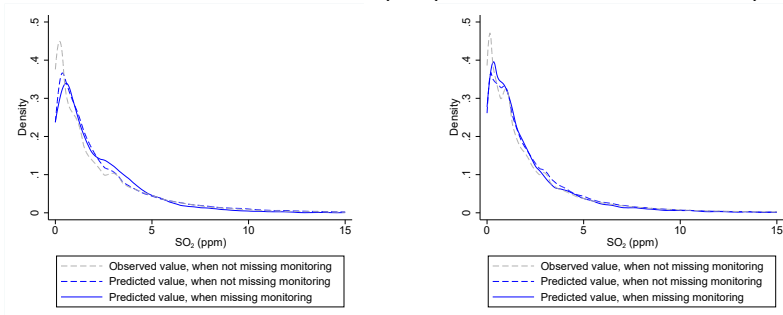 .5
.4
.3
.2
.1
0
Density
0 5 10 15
SO₂ (ppm)
Observed value, when not missing monitoring
Predicted value, when not missing monitoring
Predicted value, when missing monitoring
.5
.4
.3
.2
.1
0
Density
0 5 10 15
SO₂ (ppm)
Observed value, when not missing monitoring
Predicted value, when not missing monitoring
Predicted value, when missing monitoring